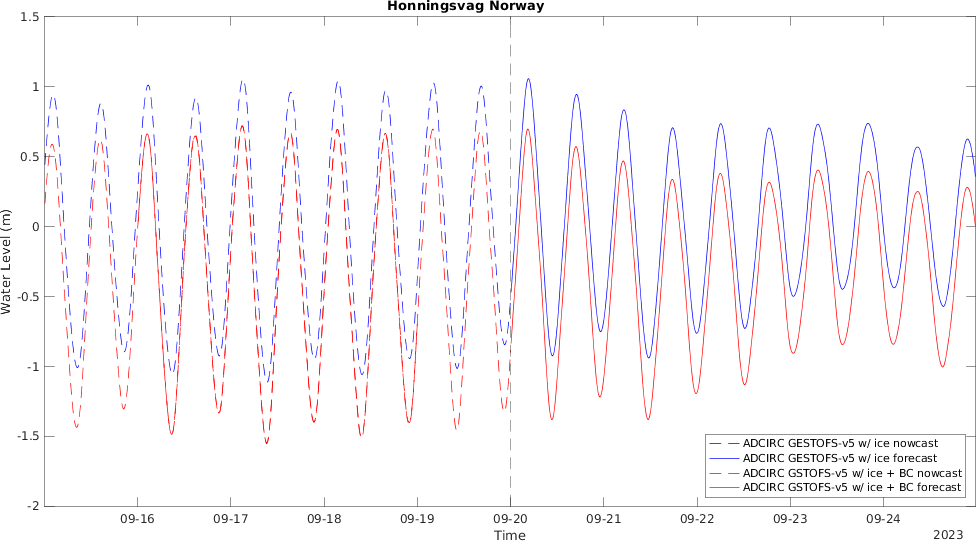 Honningsvag Norway
1.5
1
0.5
0
-0.5
-1
-1.5
-2
Water Level (m)
09-16
09-17
09-18
09-19
09-20
09-21
09-22
09-23
09-24
Time
2023
ADCIRC GESTOFS-v5 w/ ice nowcast
ADCIRC GESTOFS-v5 w/ ice forecast
ADCIRC GSTOFS-v5 w/ ice + BC nowcast
ADCIRC GSTOFS-v5 w/ ice + BC forecast